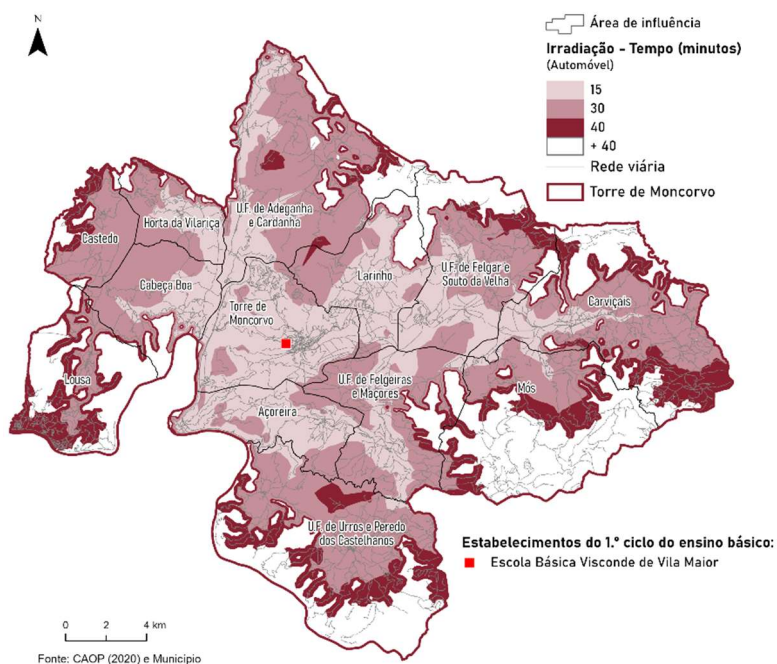 N
Área de influência
Irradiação - Tempo (minutos)
(Automóvel)
15
30
40
+ 40
Rede viária
Torre de Moncorvo
Castedo
Horta da Vilariça
U.F. de Adeganha
e Cardanha
Cabeça Boa
Torre de
Moncorvo
Larinho
U.F. de Felgar e
Souto da Velha
Carviçais
Lousa
Açoreira
U.F. de Felgueiras
e Maçores
Mós
U.F. de Urros e Peredo
dos Castelhanos
Estabelecimentos do 1.º ciclo do ensino básico:
Escola Básica Visconde de Vila Maior
0 2 4 km
Fonte: CAOP (2020) e Município